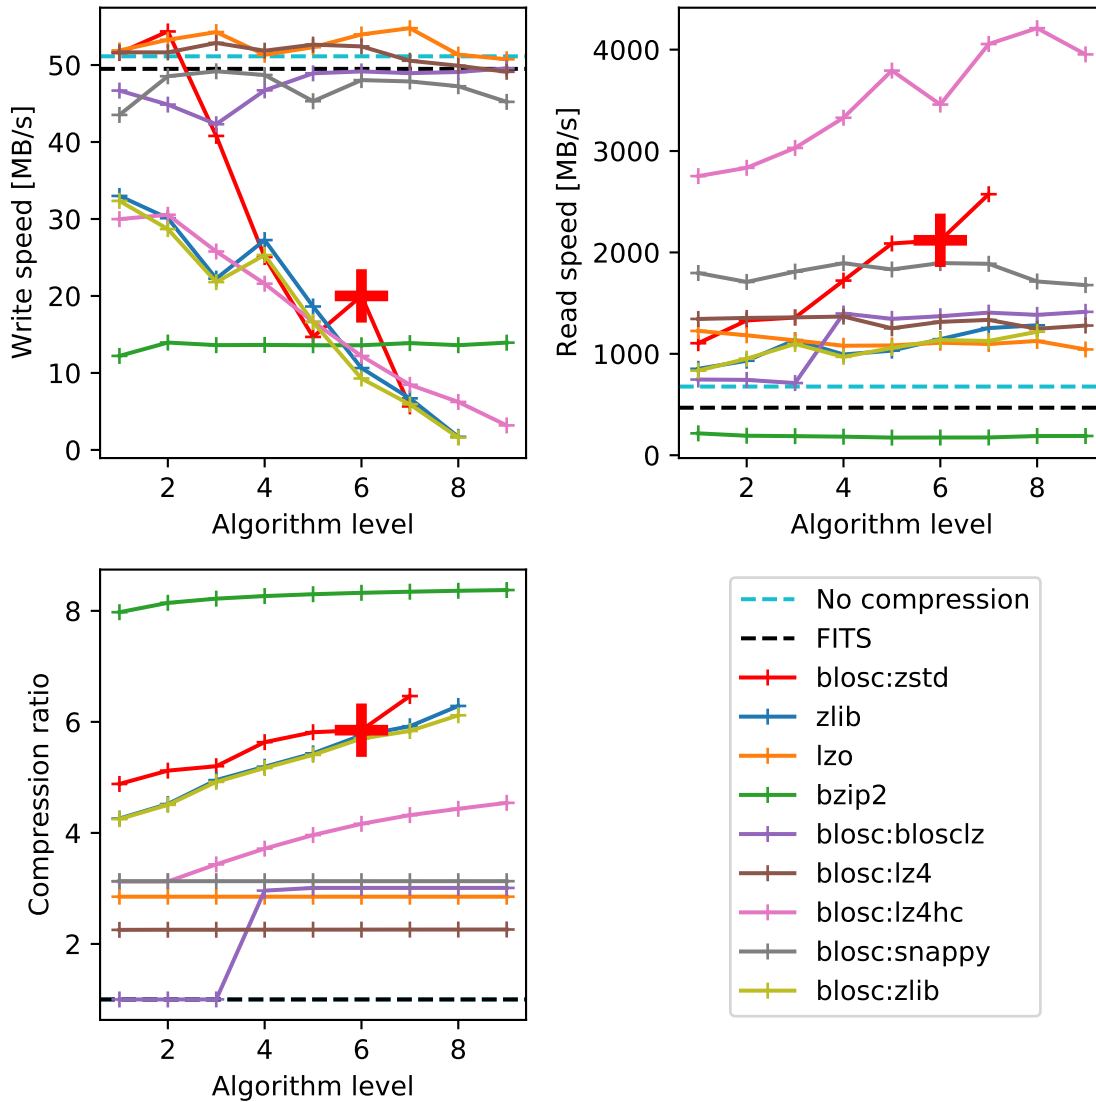 Write speed [MB/s]
50
40
30
20
10
0
2 4 6 8
Algorithm level
Read speed [MB/s]
4000
3000
2000
1000
0
2 4 6 8
Algorithm level
Compression ratio
8
6
4
2
2 4 6 8
Algorithm level
No compression
FITS
blosc:zstd
zlib
lzo
bzip2
blosc:blosclz
blosc:lz4
blosc:lz4hc
blosc:snappy
blosc:zlib